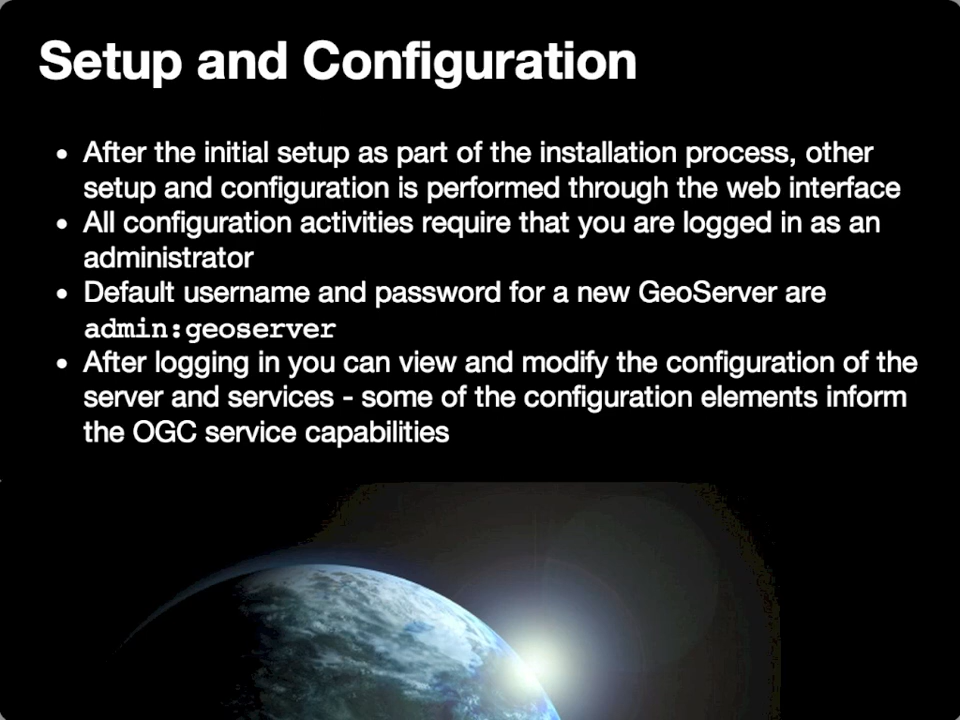 Setup and Configuration
• After the initial setup as part of the installation process, other
setup and configuration is performed through the web interface
• All configuration activities require that you are logged in as an
administrator
• Default username and password for a new GeoServer are
admin:geoserver
• After logging in you can view and modify the configuration of the
server and services - some of the configuration elements inform
the OGC service capabilities